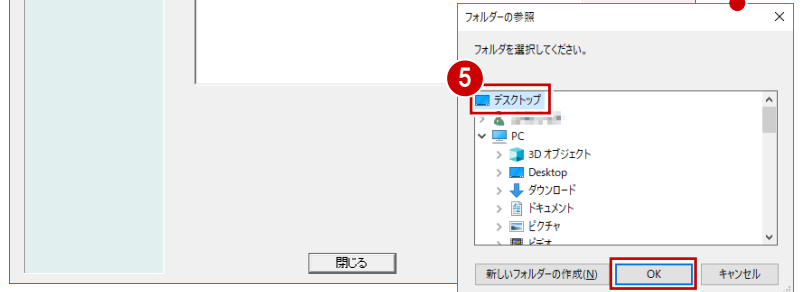 フォルダーの参照
フォルダを選択してください。
5
デスクトップ
PC
3D オブジェクト
Desktop
ダウンロード
ドキュメント
ピクチャ
ビデオ
閉じる
新しいフォルダーの作成(N)
OK
キャンセル